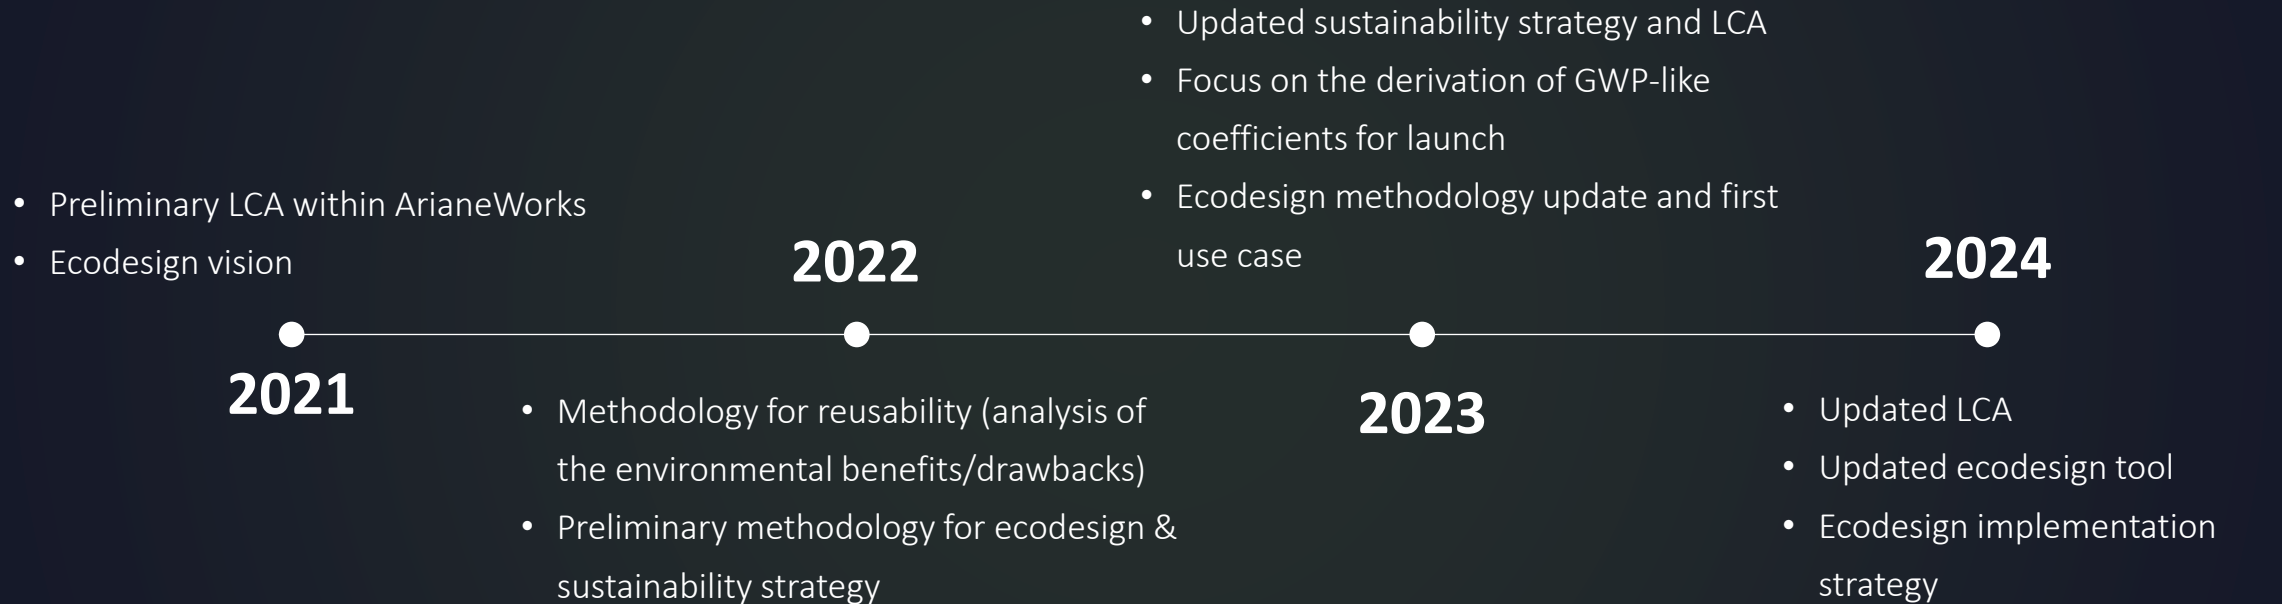 • Preliminary LCA within ArianeWorks
• Ecodesign vision
2021
2022
• Methodology for reusability (analysis of
the environmental benefits/drawbacks)
• Preliminary methodology for ecodesign &
sustainability strategy
• Updated sustainability strategy and LCA
• Focus on the derivation of GWP-like
coefficients for launch
• Ecodesign methodology update and first
use case
2023
2024
• Updated LCA
• Updated ecodesign tool
• Ecodesign implementation
strategy